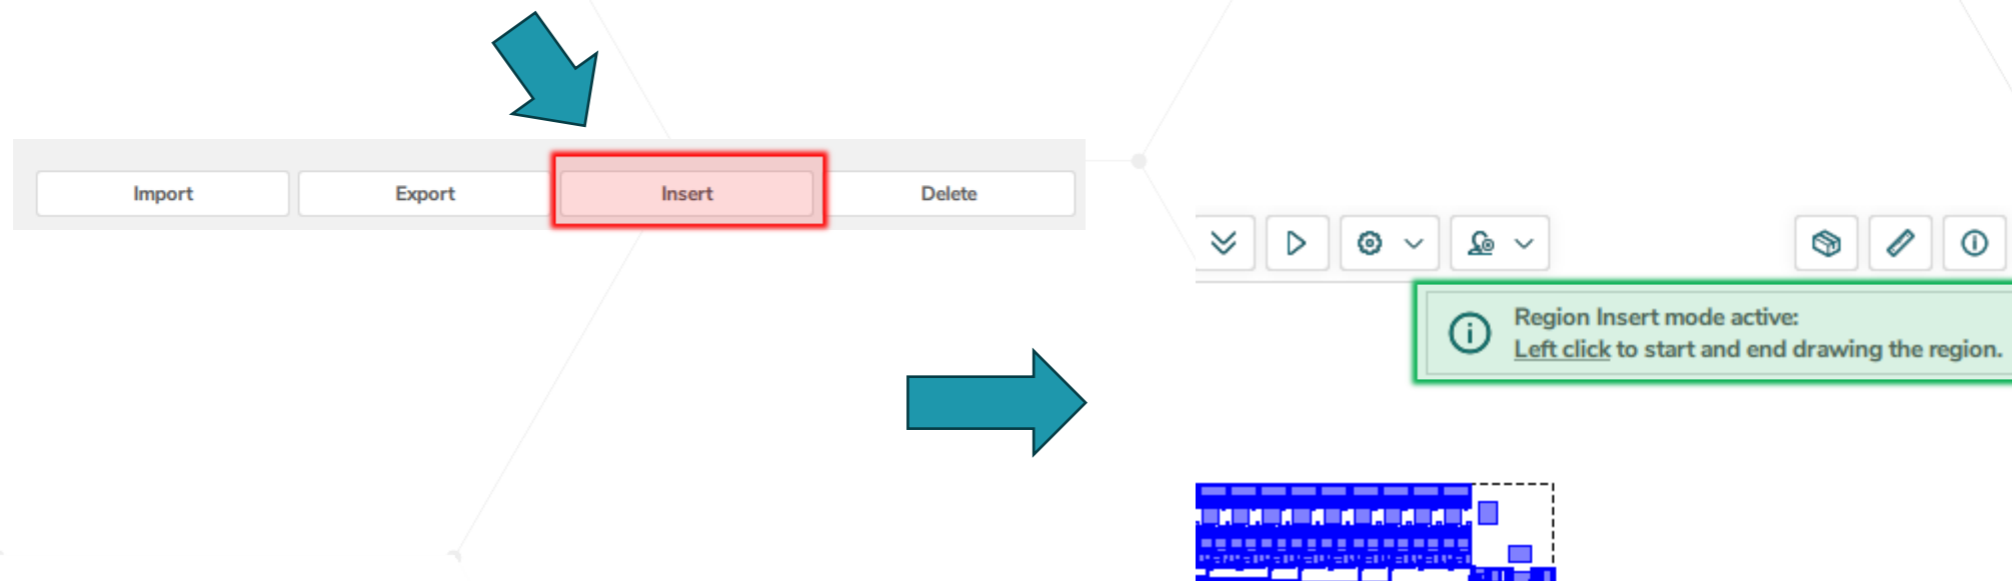 Import
Export
Insert
Delete
Region Insert mode active:
Left click to start and end drawing the region.